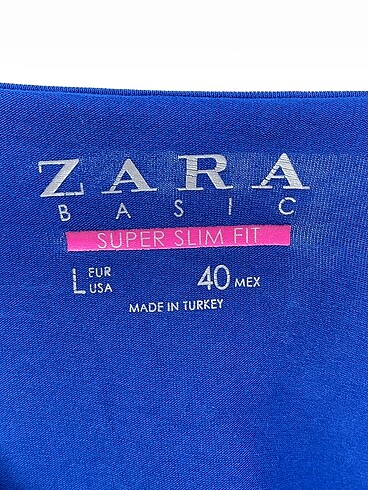 ZARA
BASIC
SUPER SLIM FIT
L EUR USA 40 MEX
MADE IN TURKEY